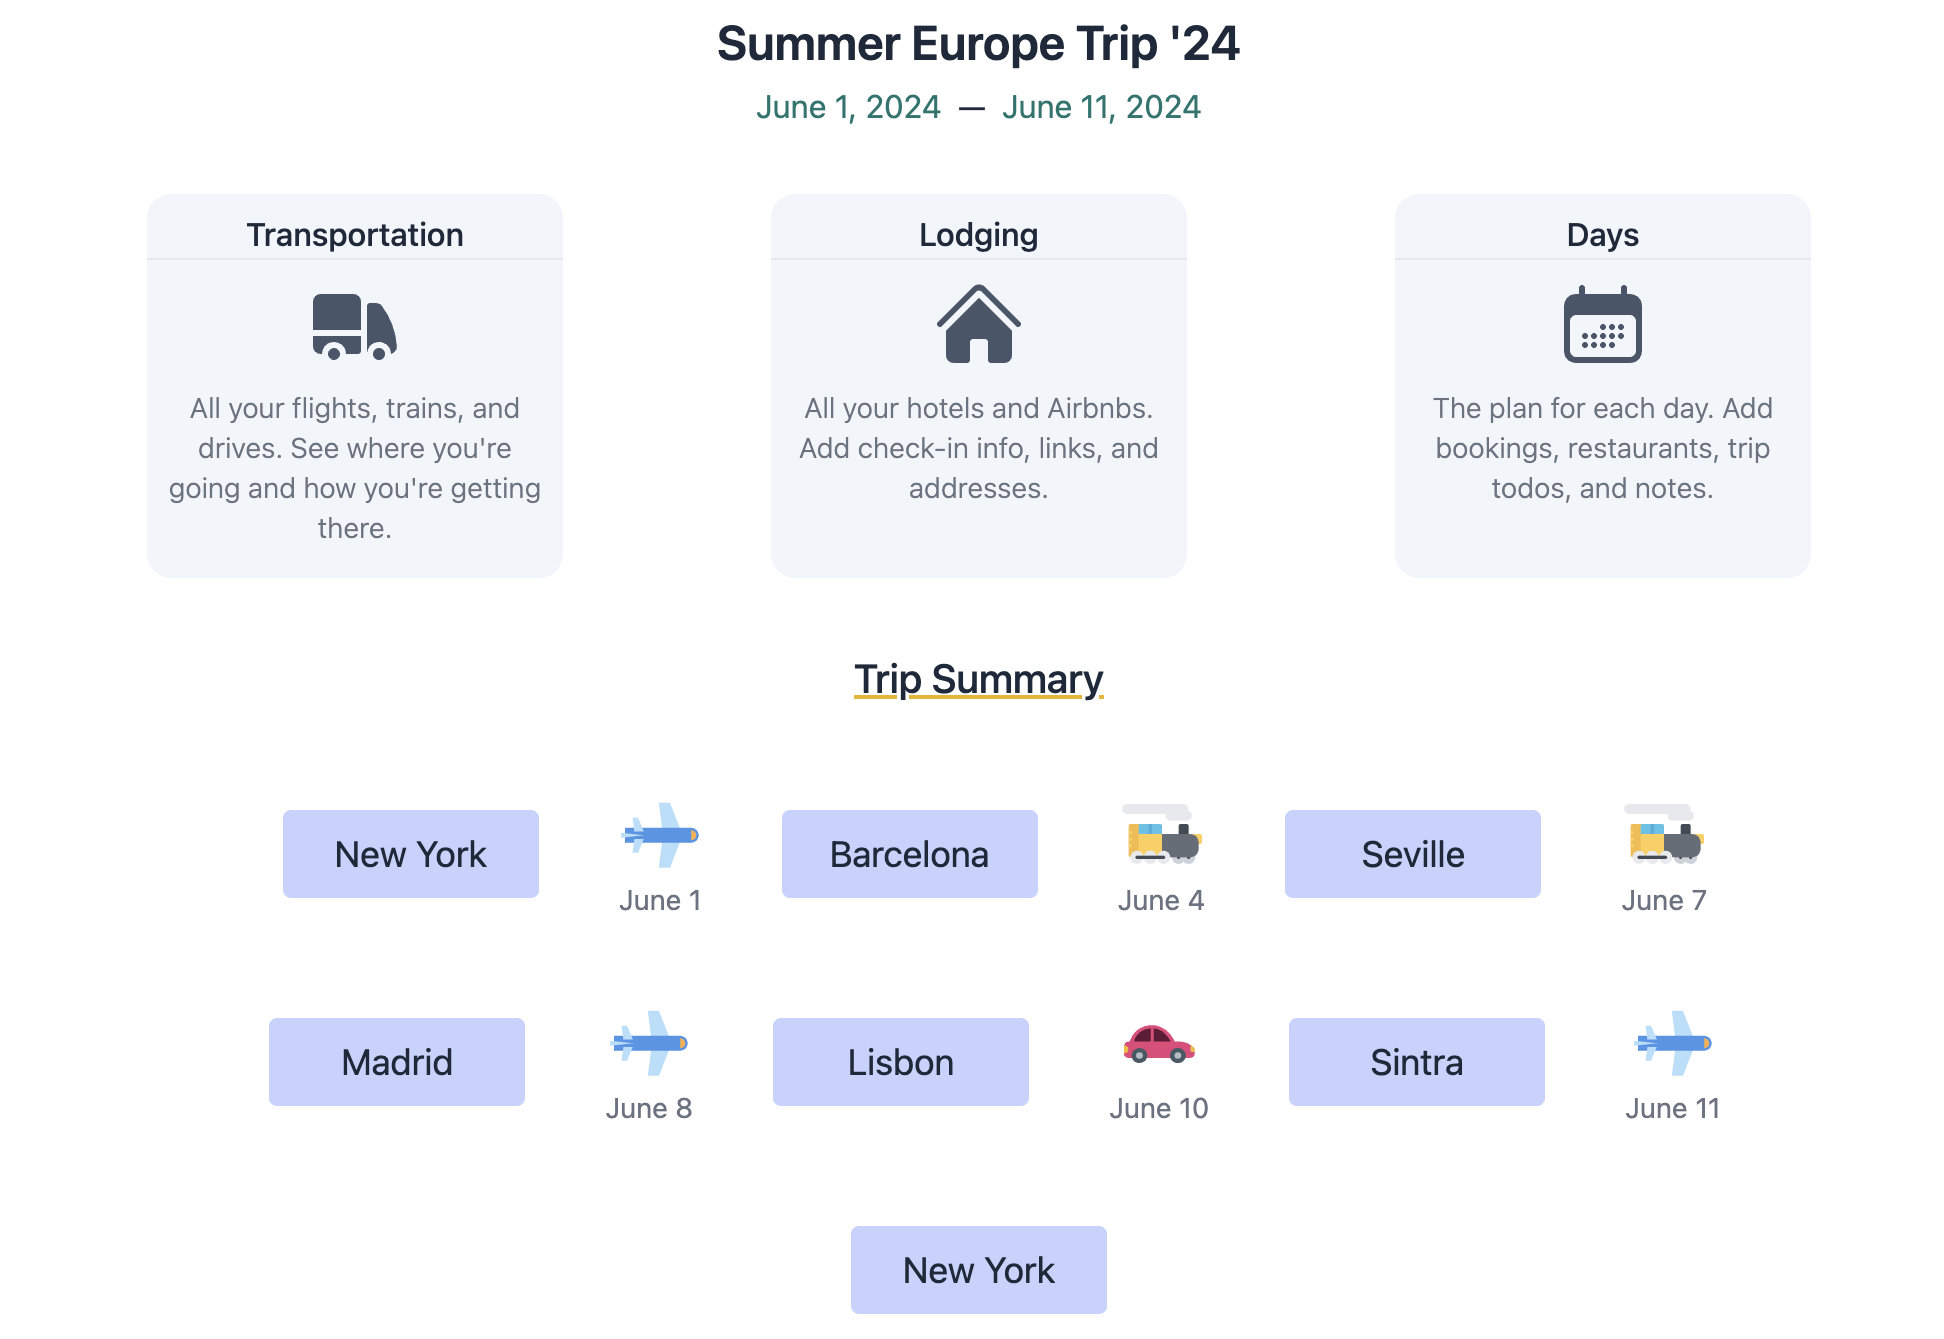 Summer Europe Trip '24
June 1, 2024 — June 11, 2024
Transportation
All your flights, trains, and
drives. See where you're
going and how you're getting
there.
Lodging
All your hotels and Airbnbs.
Add check-in info, links, and
addresses.
Days
The plan for each day. Add
bookings, restaurants, trip
todos, and notes.
Trip Summary
New York
June 1
Barcelona
June 4
Seville
June 7
Madrid
June 8
Lisbon
June 10
Sintra
June 11
New York